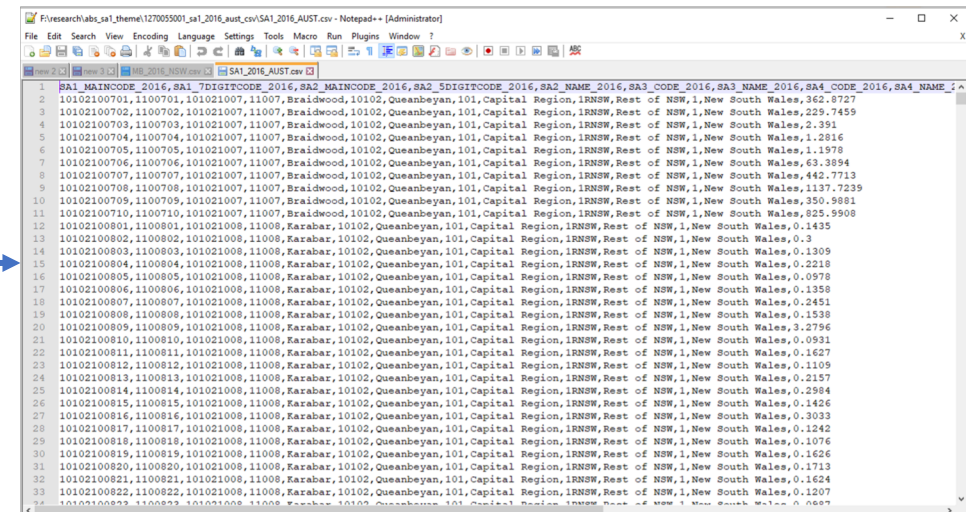 F:\research\abs_sa1_theme\1270055001_sa1_2016_aust_csv\SA1_2016_AUST.csv - Notepad++ [Administrator]
File Edit Search View Encoding Language Settings Tools Macro Run Plugins Window ? X
new 2 new 3 MB_2016_NSW.csv SA1_2016_AUST.csv
1 SA1_MAINCODE_2016,SA1_7DIGITCODE_2016,SA2_MAINCODE_2016,SA2_5DIGITCODE_2016,SA2_NAME_2016,SA3_CODE_2016,SA3_NAME_2016,SA4_CODE_2016,SA4_NAME_2
2 10102100701,1100701,101021007,11007,Braidwood,10102,Queanbeyan,101,Capital Region,1RNSW,Rest of NSW,1,New South Wales,362.8727
3 10102100702,1100702,101021007,11007,Braidwood,10102,Queanbeyan,101,Capital Region,1RNSW,Rest of NSW,1,New South Wales,229.7459
4 10102100703,1100703,101021007,11007,Braidwood,10102,Queanbeyan,101,Capital Region,1RNSW,Rest of NSW,1,New South Wales,2.391
5 10102100704,1100704,101021007,11007,Braidwood,10102,Queanbeyan,101,Capital Region,1RNSW,Rest of NSW,1,New South Wales,1.2816
6 10102100705,1100705,101021007,11007,Braidwood,10102,Queanbeyan,101,Capital Region,1RNSW,Rest of NSW,1,New South Wales,1.1978
7 10102100706,1100706,101021007,11007,Braidwood,10102,Queanbeyan,101,Capital Region,1RNSW,Rest of NSW,1,New South Wales,63.3894
8 10102100707,1100707,101021007,11007,Braidwood,10102,Queanbeyan,101,Capital Region,1RNSW,Rest of NSW,1,New South Wales,442.7713
9 10102100708,1100708,101021007,11007,Braidwood,10102,Queanbeyan,101,Capital Region,1RNSW,Rest of NSW,1,New South Wales,1137.7239
10 10102100709,1100709,101021007,11007,Braidwood,10102,Queanbeyan,101,Capital Region,1RNSW,Rest of NSW,1,New South Wales,350.9881
11 10102100710,1100710,101021007,11007,Braidwood,10102,Queanbeyan,101,Capital Region,1RNSW,Rest of NSW,1,New South Wales,825.9908
12 10102100801,1100801,101021008,11008,Karabar,10102,Queanbeyan,101,Capital Region,1RNSW,Rest of NSW,1,New South Wales,0.1435
13 10102100802,1100802,101021008,11008,Karabar,10102,Queanbeyan,101,Capital Region,1RNSW,Rest of NSW,1,New South Wales,0.3
14 10102100803,1100803,101021008,11008,Karabar,10102,Queanbeyan,101,Capital Region,1RNSW,Rest of NSW,1,New South Wales,0.1309
15 10102100804,1100804,101021008,11008,Karabar,10102,Queanbeyan,101,Capital Region,1RNSW,Rest of NSW,1,New South Wales,0.2218
16 10102100805,1100805,101021008,11008,Karabar,10102,Queanbeyan,101,Capital Region,1RNSW,Rest of NSW,1,New South Wales,0.0978
17 10102100806,1100806,101021008,11008,Karabar,10102,Queanbeyan,101,Capital Region,1RNSW,Rest of NSW,1,New South Wales,0.1358
18 10102100807,1100807,101021008,11008,Karabar,10102,Queanbeyan,101,Capital Region,1RNSW,Rest of NSW,1,New South Wales,0.2451
19 10102100808,1100808,101021008,11008,Karabar,10102,Queanbeyan,101,Capital Region,1RNSW,Rest of NSW,1,New South Wales,0.1538
20 10102100809,1100809,101021008,11008,Karabar,10102,Queanbeyan,101,Capital Region,1RNSW,Rest of NSW,1,New South Wales,3.2796
21 10102100810,1100810,101021008,11008,Karabar,10102,Queanbeyan,101,Capital Region,1RNSW,Rest of NSW,1,New South Wales,0.0931
22 10102100811,1100811,101021008,11008,Karabar,10102,Queanbeyan,101,Capital Region,1RNSW,Rest of NSW,1,New South Wales,0.1627
23 10102100812,1100812,101021008,11008,Karabar,10102,Queanbeyan,101,Capital Region,1RNSW,Rest of NSW,1,New South Wales,0.1109
24 10102100813,1100813,101021008,11008,Karabar,10102,Queanbeyan,101,Capital Region,1RNSW,Rest of NSW,1,New South Wales,0.2157
25 10102100814,1100814,101021008,11008,Karabar,10102,Queanbeyan,101,Capital Region,1RNSW,Rest of NSW,1,New South Wales,0.2984
26 10102100815,1100815,101021008,11008,Karabar,10102,Queanbeyan,101,Capital Region,1RNSW,Rest of NSW,1,New South Wales,0.1426
27 10102100816,1100816,101021008,11008,Karabar,10102,Queanbeyan,101,Capital Region,1RNSW,Rest of NSW,1,New South Wales,0.3033
28 10102100817,1100817,101021008,11008,Karabar,10102,Queanbeyan,101,Capital Region,1RNSW,Rest of NSW,1,New South Wales,0.1242
29 10102100818,1100818,101021008,11008,Karabar,10102,Queanbeyan,101,Capital Region,1RNSW,Rest of NSW,1,New South Wales,0.1076
30 10102100819,1100819,101021008,11008,Karabar,10102,Queanbeyan,101,Capital Region,1RNSW,Rest of NSW,1,New South Wales,0.1626
31 10102100820,1100820,101021008,11008,Karabar,10102,Queanbeyan,101,Capital Region,1RNSW,Rest of NSW,1,New South Wales,0.1713
32 10102100821,1100821,101021008,11008,Karabar,10102,Queanbeyan,101,Capital Region,1RNSW,Rest of NSW,1,New South Wales,0.1624
33 10102100822,1100822,101021008,11008,Karabar,10102,Queanbeyan,101,Capital Region,1RNSW,Rest of NSW,1,New South Wales,0.1207